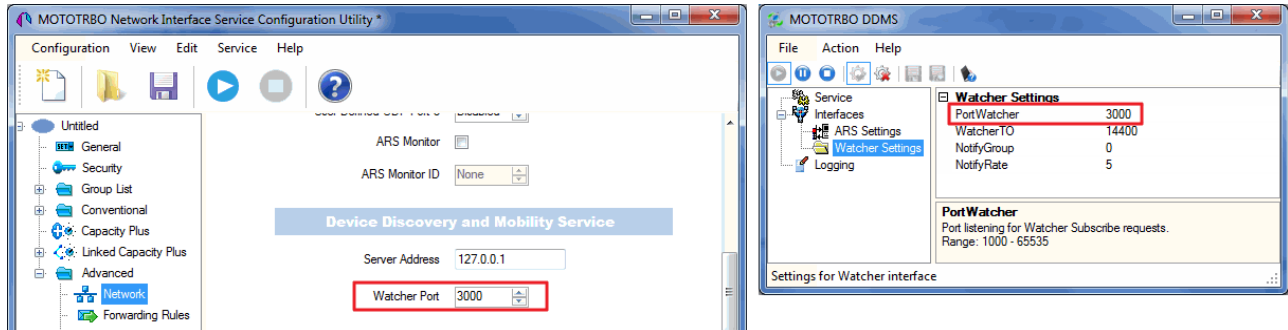 MOTOTRBO Network Interface Service Configuration Utility *
Configuration View Edit Service Help
Untitled
General
Security
Group List
Conventional
Capacity Plus
Linked Capacity Plus
Advanced
Network
Forwarding Rules
ARS Monitor
ARS Monitor ID None
Device Discovery and Mobility Service
Server Address 127.0.0.1
Watcher Port 3000
MOTOTRBO DDMS
File Action Help
Service
Interfaces
ARS Settings
Watcher Settings
Logging
Watcher Settings
PortWatcher 3000
WatcherTO 14400
NotifyGroup 0
NotifyRate 5
PortWatcher
Port listening for Watcher Subscribe requests.
Range: 1000 - 65535
Settings for Watcher interface